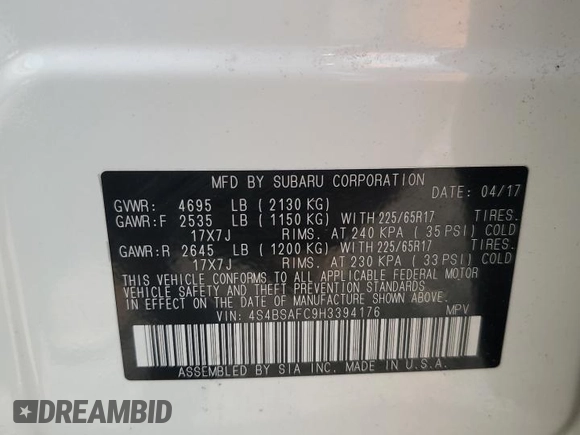 MFD BY SUBARU CORPORATION
DATE: 04/17
GVWR: 4695 LB ( 2130 KG)
GAWR:F 2535 LB ( 1150 KG) WITH 225/65R17 TIRES.
17X7J RIMS. AT 240 KPA ( 35 PSI) COLD
GAWR:R 2645 LB ( 1200 KG) WITH 225/65R17 TIRES.
17X7J RIMS. AT 230 KPA ( 33 PSI) COLD
THIS VEHICLE CONFORMS TO ALL APPLICABLE FEDERAL MOTOR
VEHICLE SAFETY AND THEFT PREVENTION STANDARDS
IN EFFECT ON THE DATE OF MANUFACTURE SHOWN ABOVE.
VIN: 4S4BSAFC9H3394176 MPV
ASSEMBLED BY SIA INC. MADE IN U.S.A.
DREAMBID